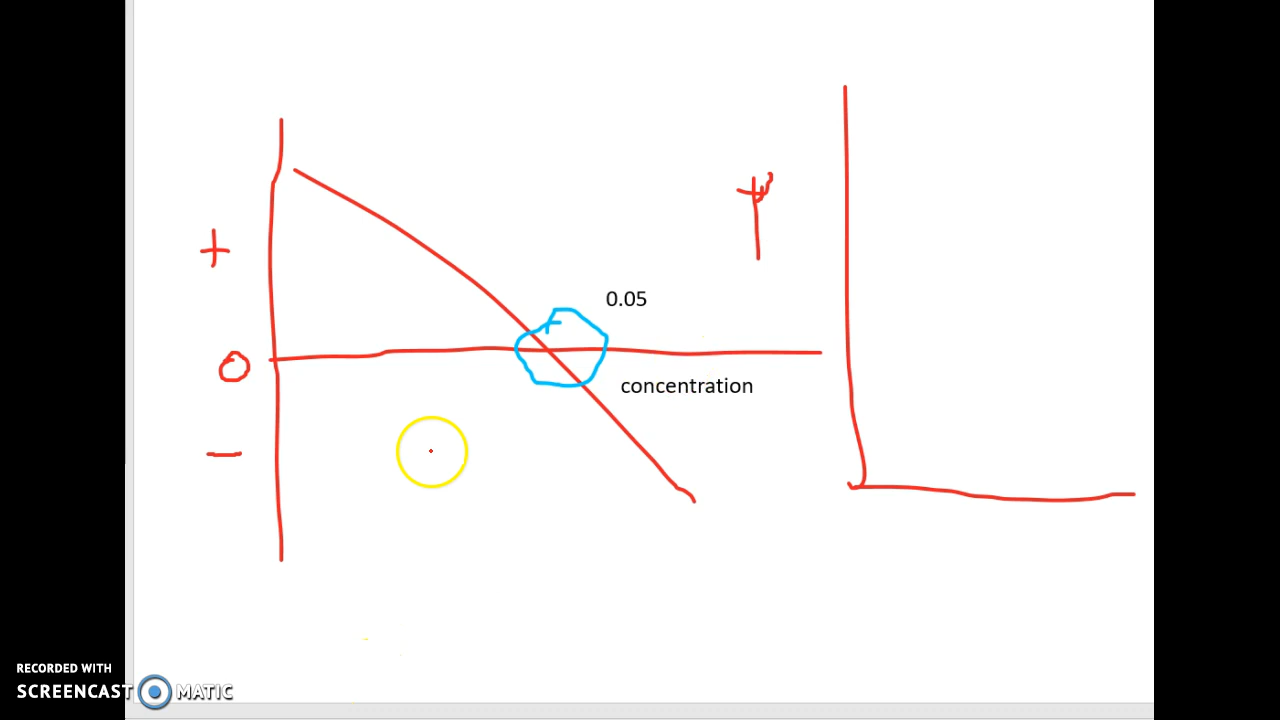 +
0
−
0.05
concentration
Ψ
RECORDED WITH
SCREENCAST MATIC